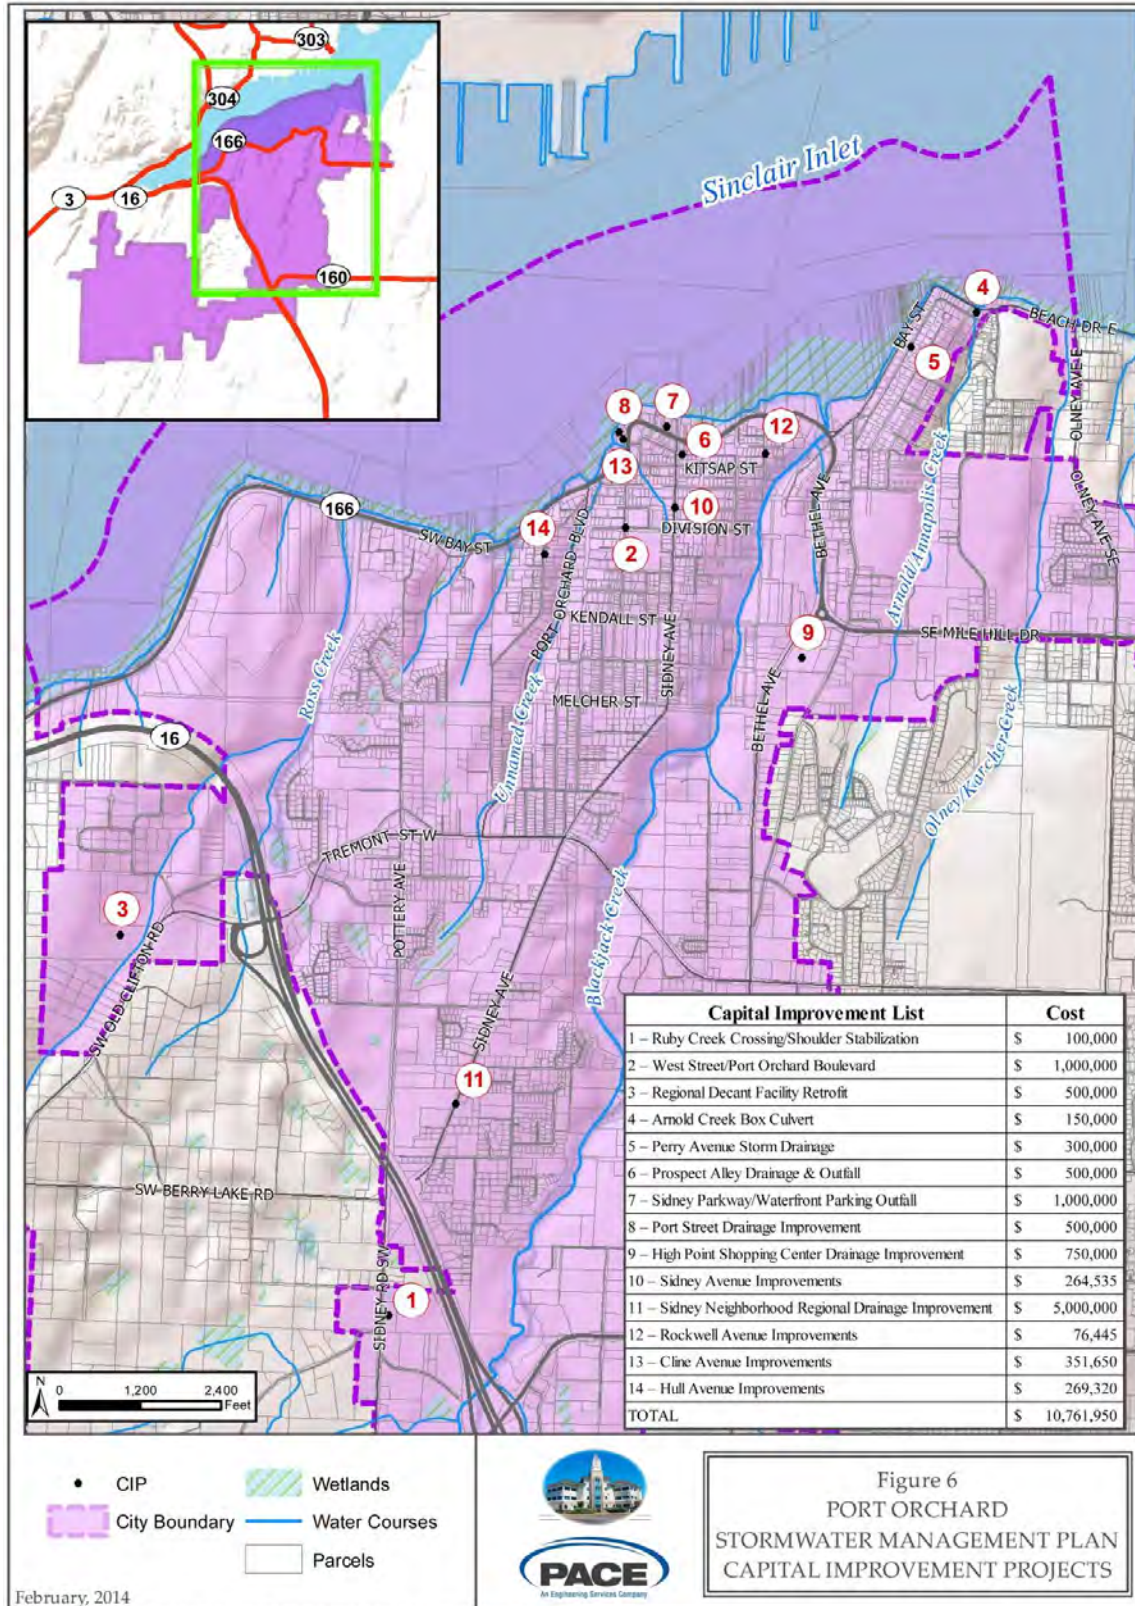 303
304
166
3
16
160
Sinclair Inlet
4
BEACH DR E
BAY ST
5
OLNEY AVE E
8
7
6
12
KITSAP ST
13
166
10
Arnold/Annapolis Creek
OLNEY AVE SE
14
SW BAY ST
DIVISION ST
2
PORT ORCHARD BLVD
BETHEL AVE
KENDALL ST
SE MILE HILL DR
9
Ross Creek
SIDNEY AVE
MELCHER ST
BETHEL AVE
16
Unnamed Creek
Olney/Karcher Creek
TREMONT ST W
3
POTTERY AVE
SW OLD CLIFTON RD
Blackjack Creek
SIDNEY AVE
11
SW BERRY LAKE RD
SIDNEY RD SW
1
Capital Improvement List Cost
1 – Ruby Creek Crossing/Shoulder Stabilization $ 100,000
2 – West Street/Port Orchard Boulevard $ 1,000,000
3 – Regional Decant Facility Retrofit $ 500,000
4 – Arnold Creek Box Culvert $ 150,000
5 – Perry Avenue Storm Drainage $ 300,000
6 – Prospect Alley Drainage & Outfall $ 500,000
7 – Sidney Parkway/Waterfront Parking Outfall $ 1,000,000
8 – Port Street Drainage Improvement $ 500,000
9 – High Point Shopping Center Drainage Improvement $ 750,000
10 – Sidney Avenue Improvements $ 264,535
11 – Sidney Neighborhood Regional Drainage Improvement $ 5,000,000
12 – Rockwell Avenue Improvements $ 76,445
13 – Cline Avenue Improvements $ 351,650
14 – Hull Avenue Improvements $ 269,320
TOTAL $ 10,761,950
N
0 1,200 2,400
Feet
CIP
City Boundary
Wetlands
Water Courses
Parcels
PACE
An Engineering Services Company
Figure 6
PORT ORCHARD
STORMWATER MANAGEMENT PLAN
CAPITAL IMPROVEMENT PROJECTS
February, 2014